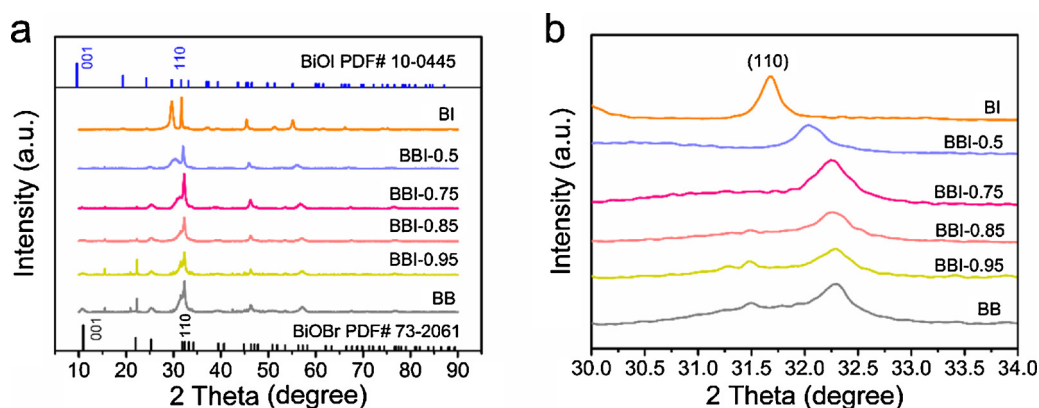 a
Intensity (a.u.)
001
110
BiOI PDF# 10-0445
BI
BBI-0.5
BBI-0.75
BBI-0.85
BBI-0.95
BB
001
110
BiOBr PDF# 73-2061
10 20 30 40 50 60 70 80 90
2 Theta (degree)
b
Intensity (a.u.)
(110)
BI
BBI-0.5
BBI-0.75
BBI-0.85
BBI-0.95
BB
30.0 30.5 31.0 31.5 32.0 32.5 33.0 33.5 34.0
2 Theta (degree)